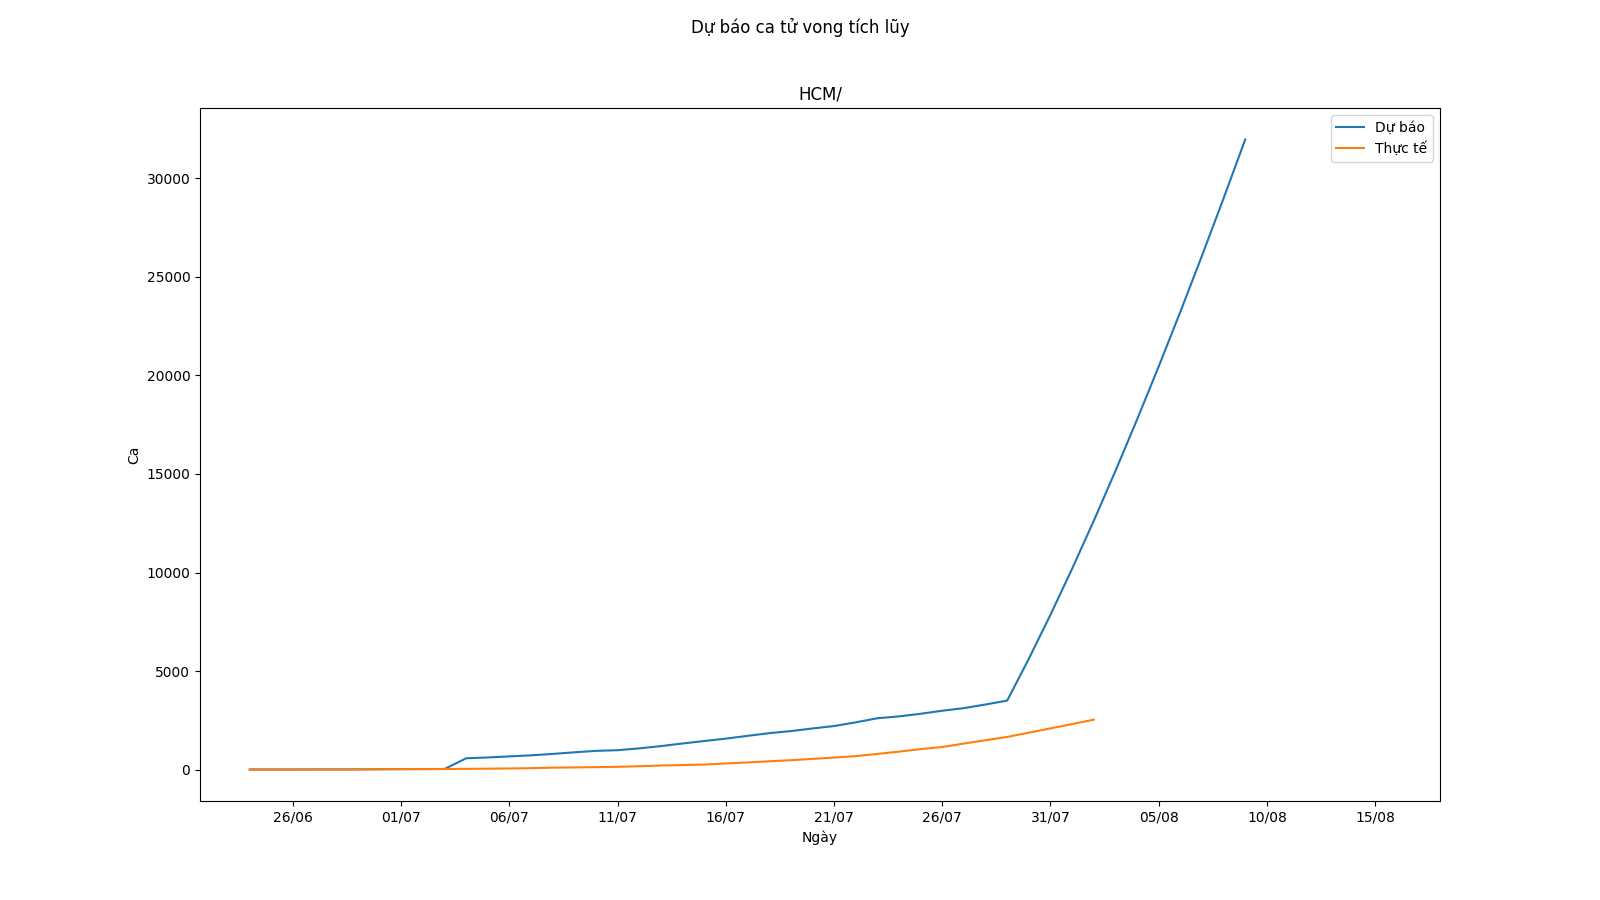 Dự báo ca tử vong tích lũy
HCM/
Dự báo
Thực tế
30000
25000
20000
15000
10000
5000
0
Ca
26/06 01/07 06/07 11/07 16/07 21/07 26/07 31/07 05/08 10/08 15/08
Ngày